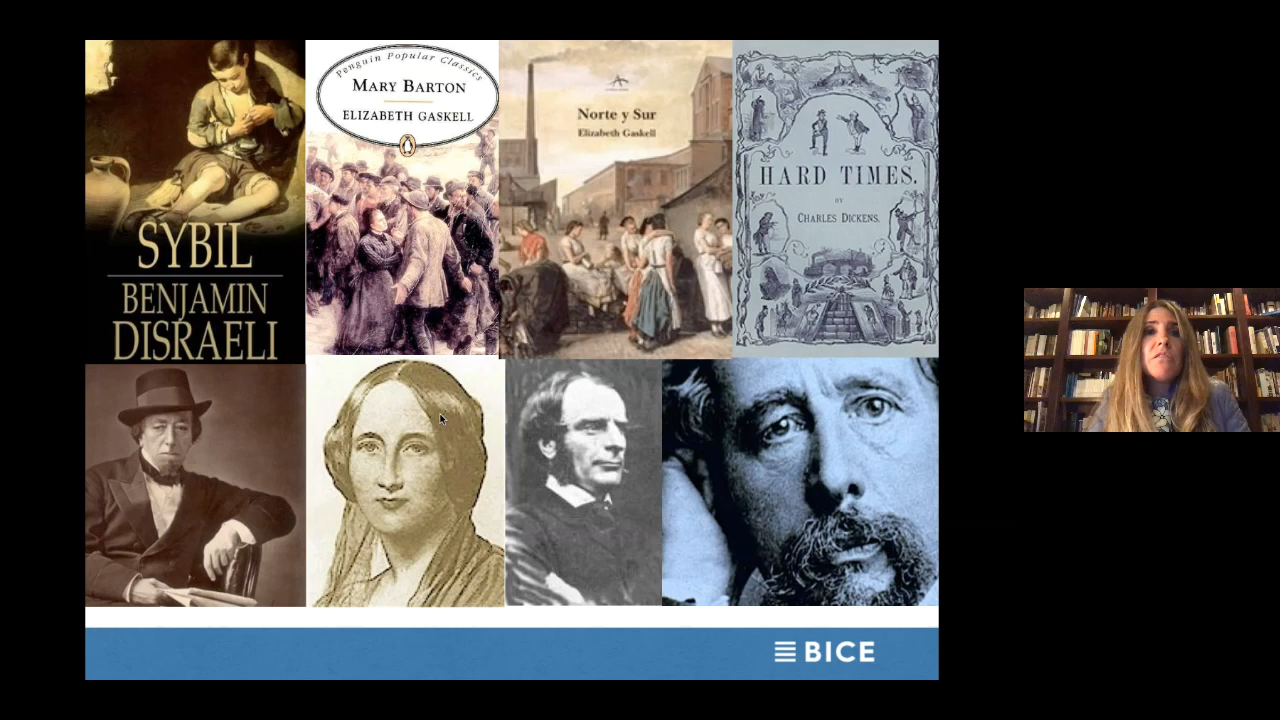 SYBIL
BENJAMIN
DISRAELI
Penguin Popular Classics
MARY BARTON
ELIZABETH GASKELL
Norte y Sur
Elizabeth Gaskell
HARD TIMES.
BY
CHARLES DICKENS.
BICE